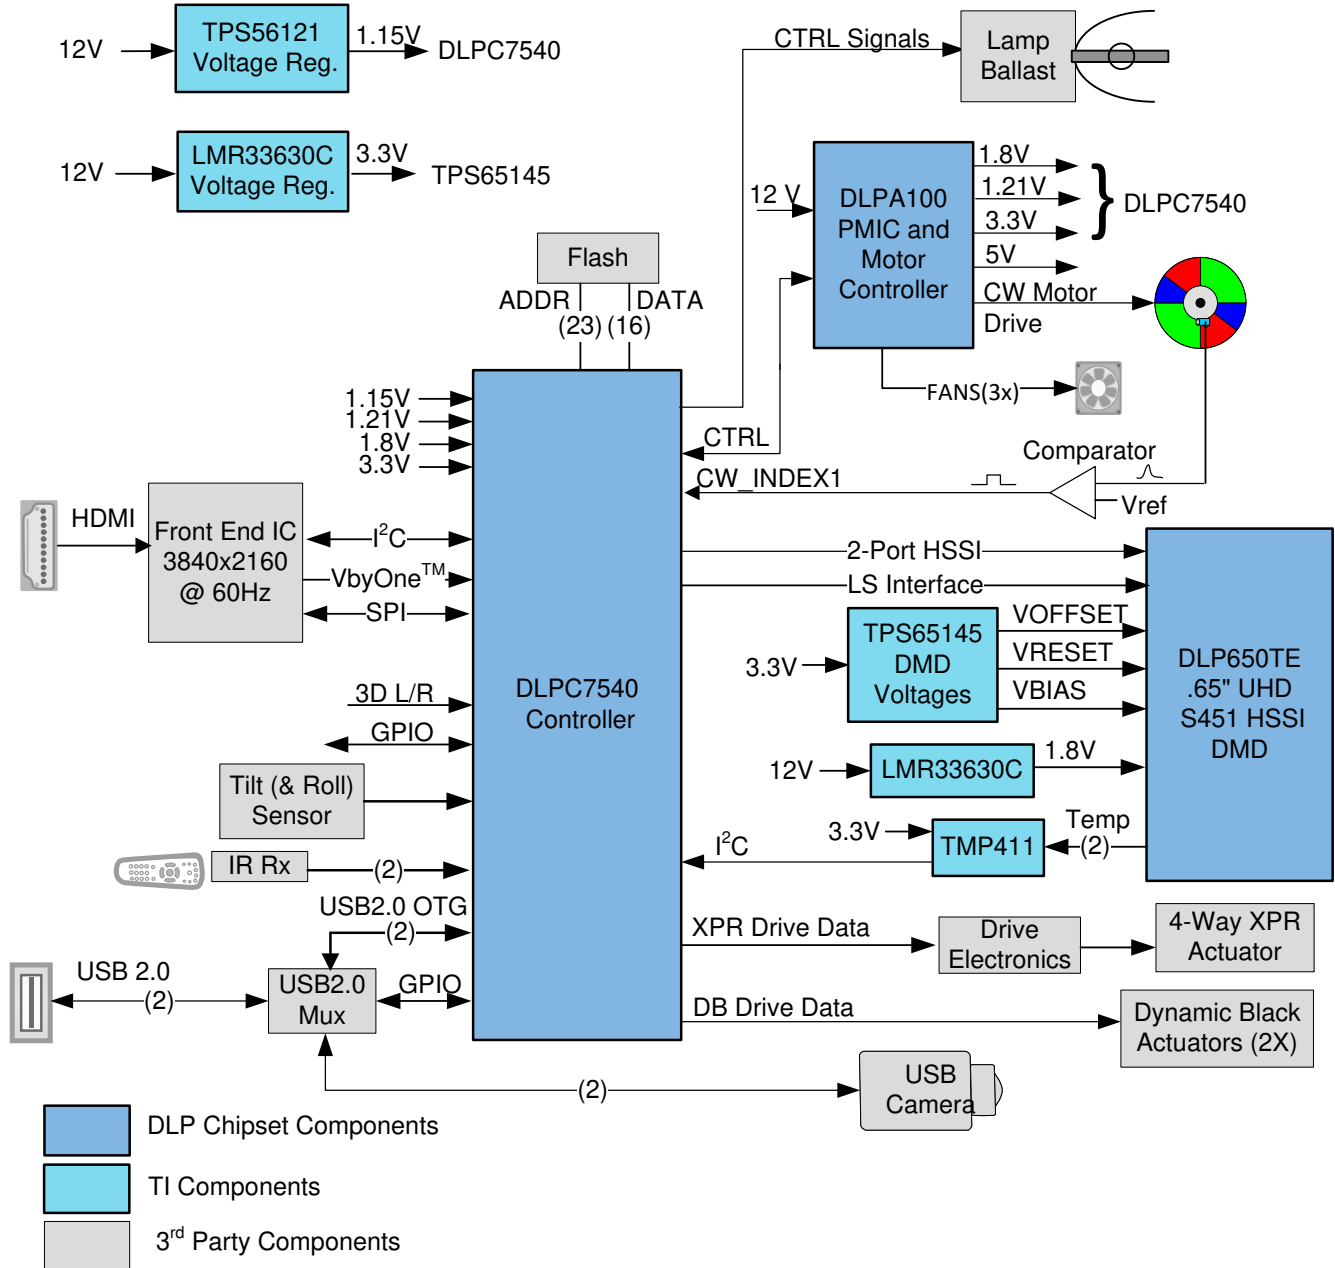 12V
TPS56121
Voltage Reg.
1.15V
DLPC7540
12V
LMR33630C
Voltage Reg.
3.3V
TPS65145
CTRL Signals
Lamp
Ballast
12 V
DLPA100
PMIC and
Motor
Controller
1.8V
1.21V
3.3V
5V
DLPC7540
CW Motor
Drive
FANS(3x)
Flash
ADDR
DATA
(23)
(16)
1.15V
1.21V
1.8V
3.3V
CTRL
CW_INDEX1
Comparator
Vref
HDMI
Front End IC
3840x2160
@ 60Hz
I²C
VbyOne™
SPI
2-Port HSSI
LS Interface
DLPC7540
Controller
3.3V
TPS65145
DMD
Voltages
VOFFSET
VRESET
VBIAS
DLP650TE
.65" UHD
S451 HSSI
DMD
3D L/R
GPIO
12V
LMR33630C
1.8V
Tilt (& Roll)
Sensor
3.3V
TMP411
Temp
(2)
I²C
IR Rx
(2)
USB2.0 OTG
(2)
XPR Drive Data
Drive
Electronics
4-Way XPR
Actuator
USB 2.0
(2)
USB2.0
Mux
GPIO
DB Drive Data
Dynamic Black
Actuators (2X)
(2)
USB
Camera
DLP Chipset Components
TI Components
3rd Party Components